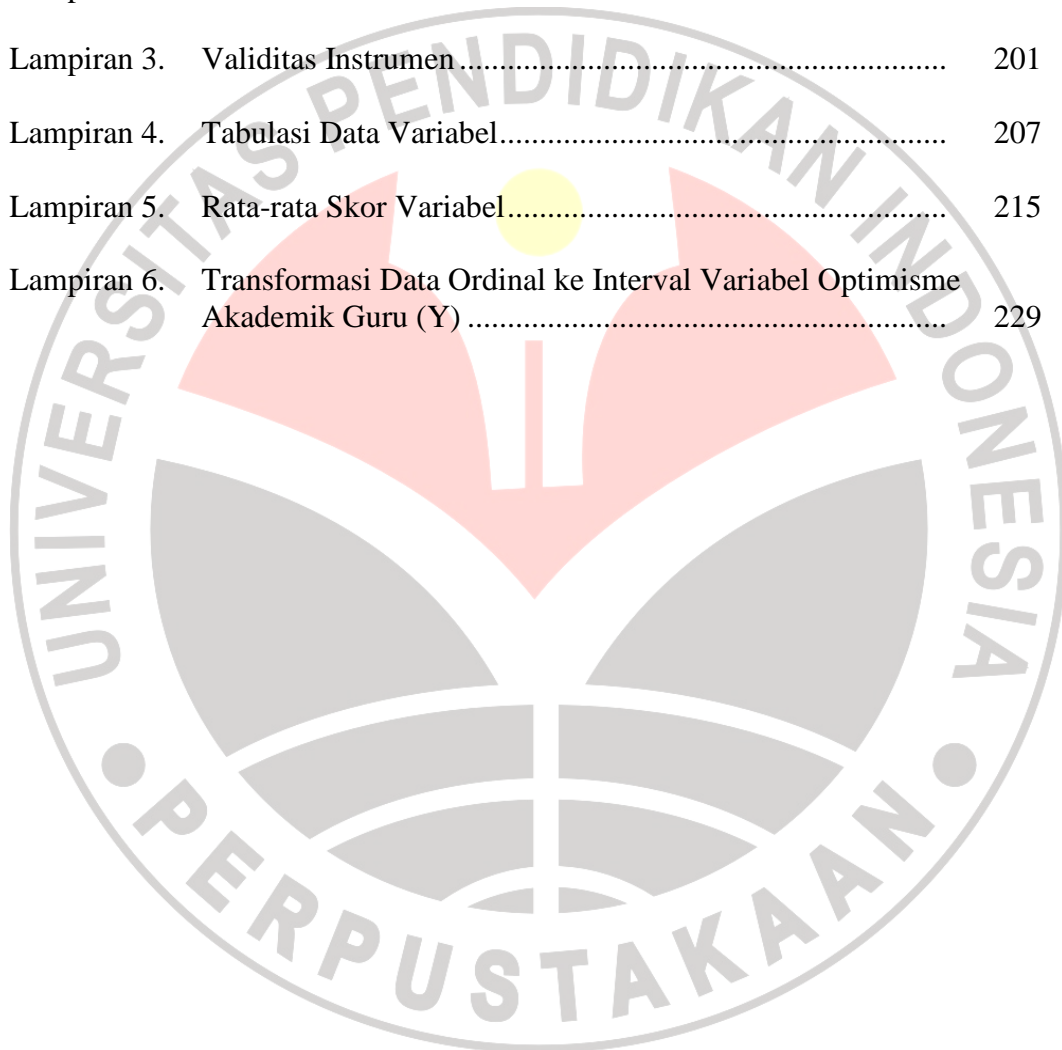 Lampiran 3. Validitas Instrumen ............................................................. 201
Lampiran 4. Tabulasi Data Variabel........................................................ 207
Lampiran 5. Rata-rata Skor Variabel....................................................... 215
Lampiran 6. Transformasi Data Ordinal ke Interval Variabel Optimisme
Akademik Guru (Y) ............................................................ 229
UNIVERSITAS PENDIDIKAN INDONESIA
PERPUSTAKAAN